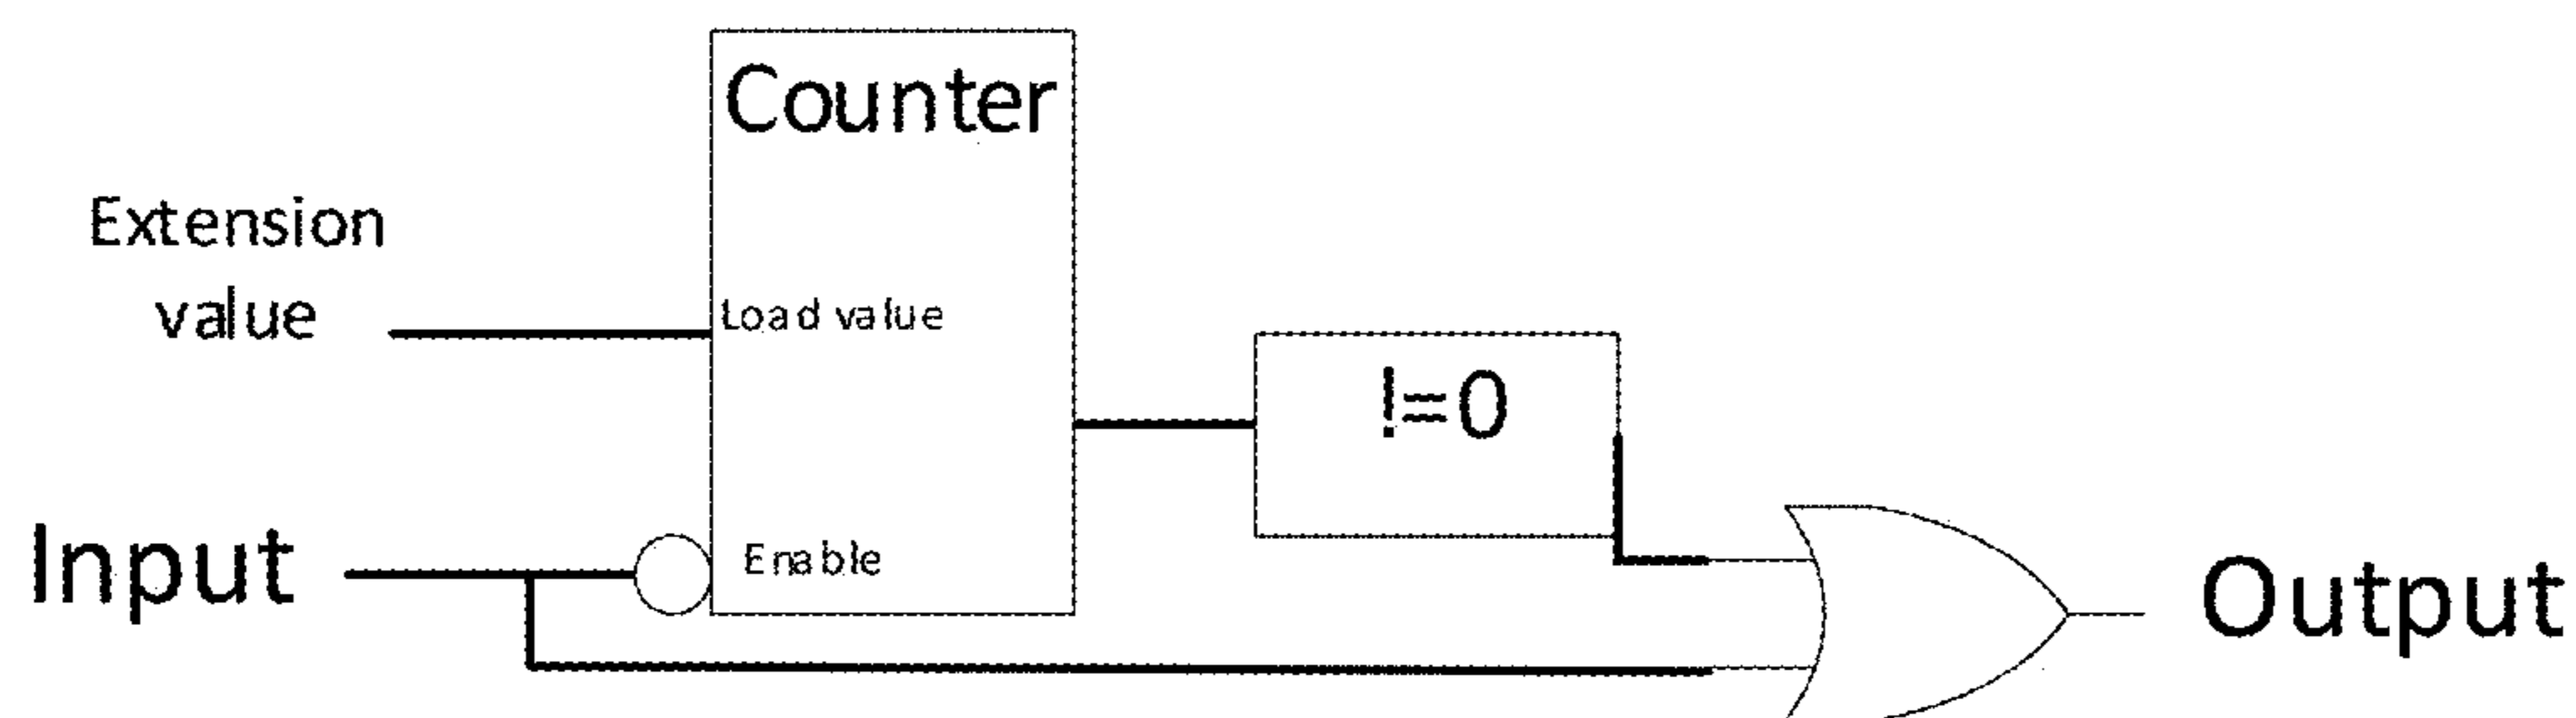 Counter
Extension
value
Load value
!=0
Input
Enable
Output